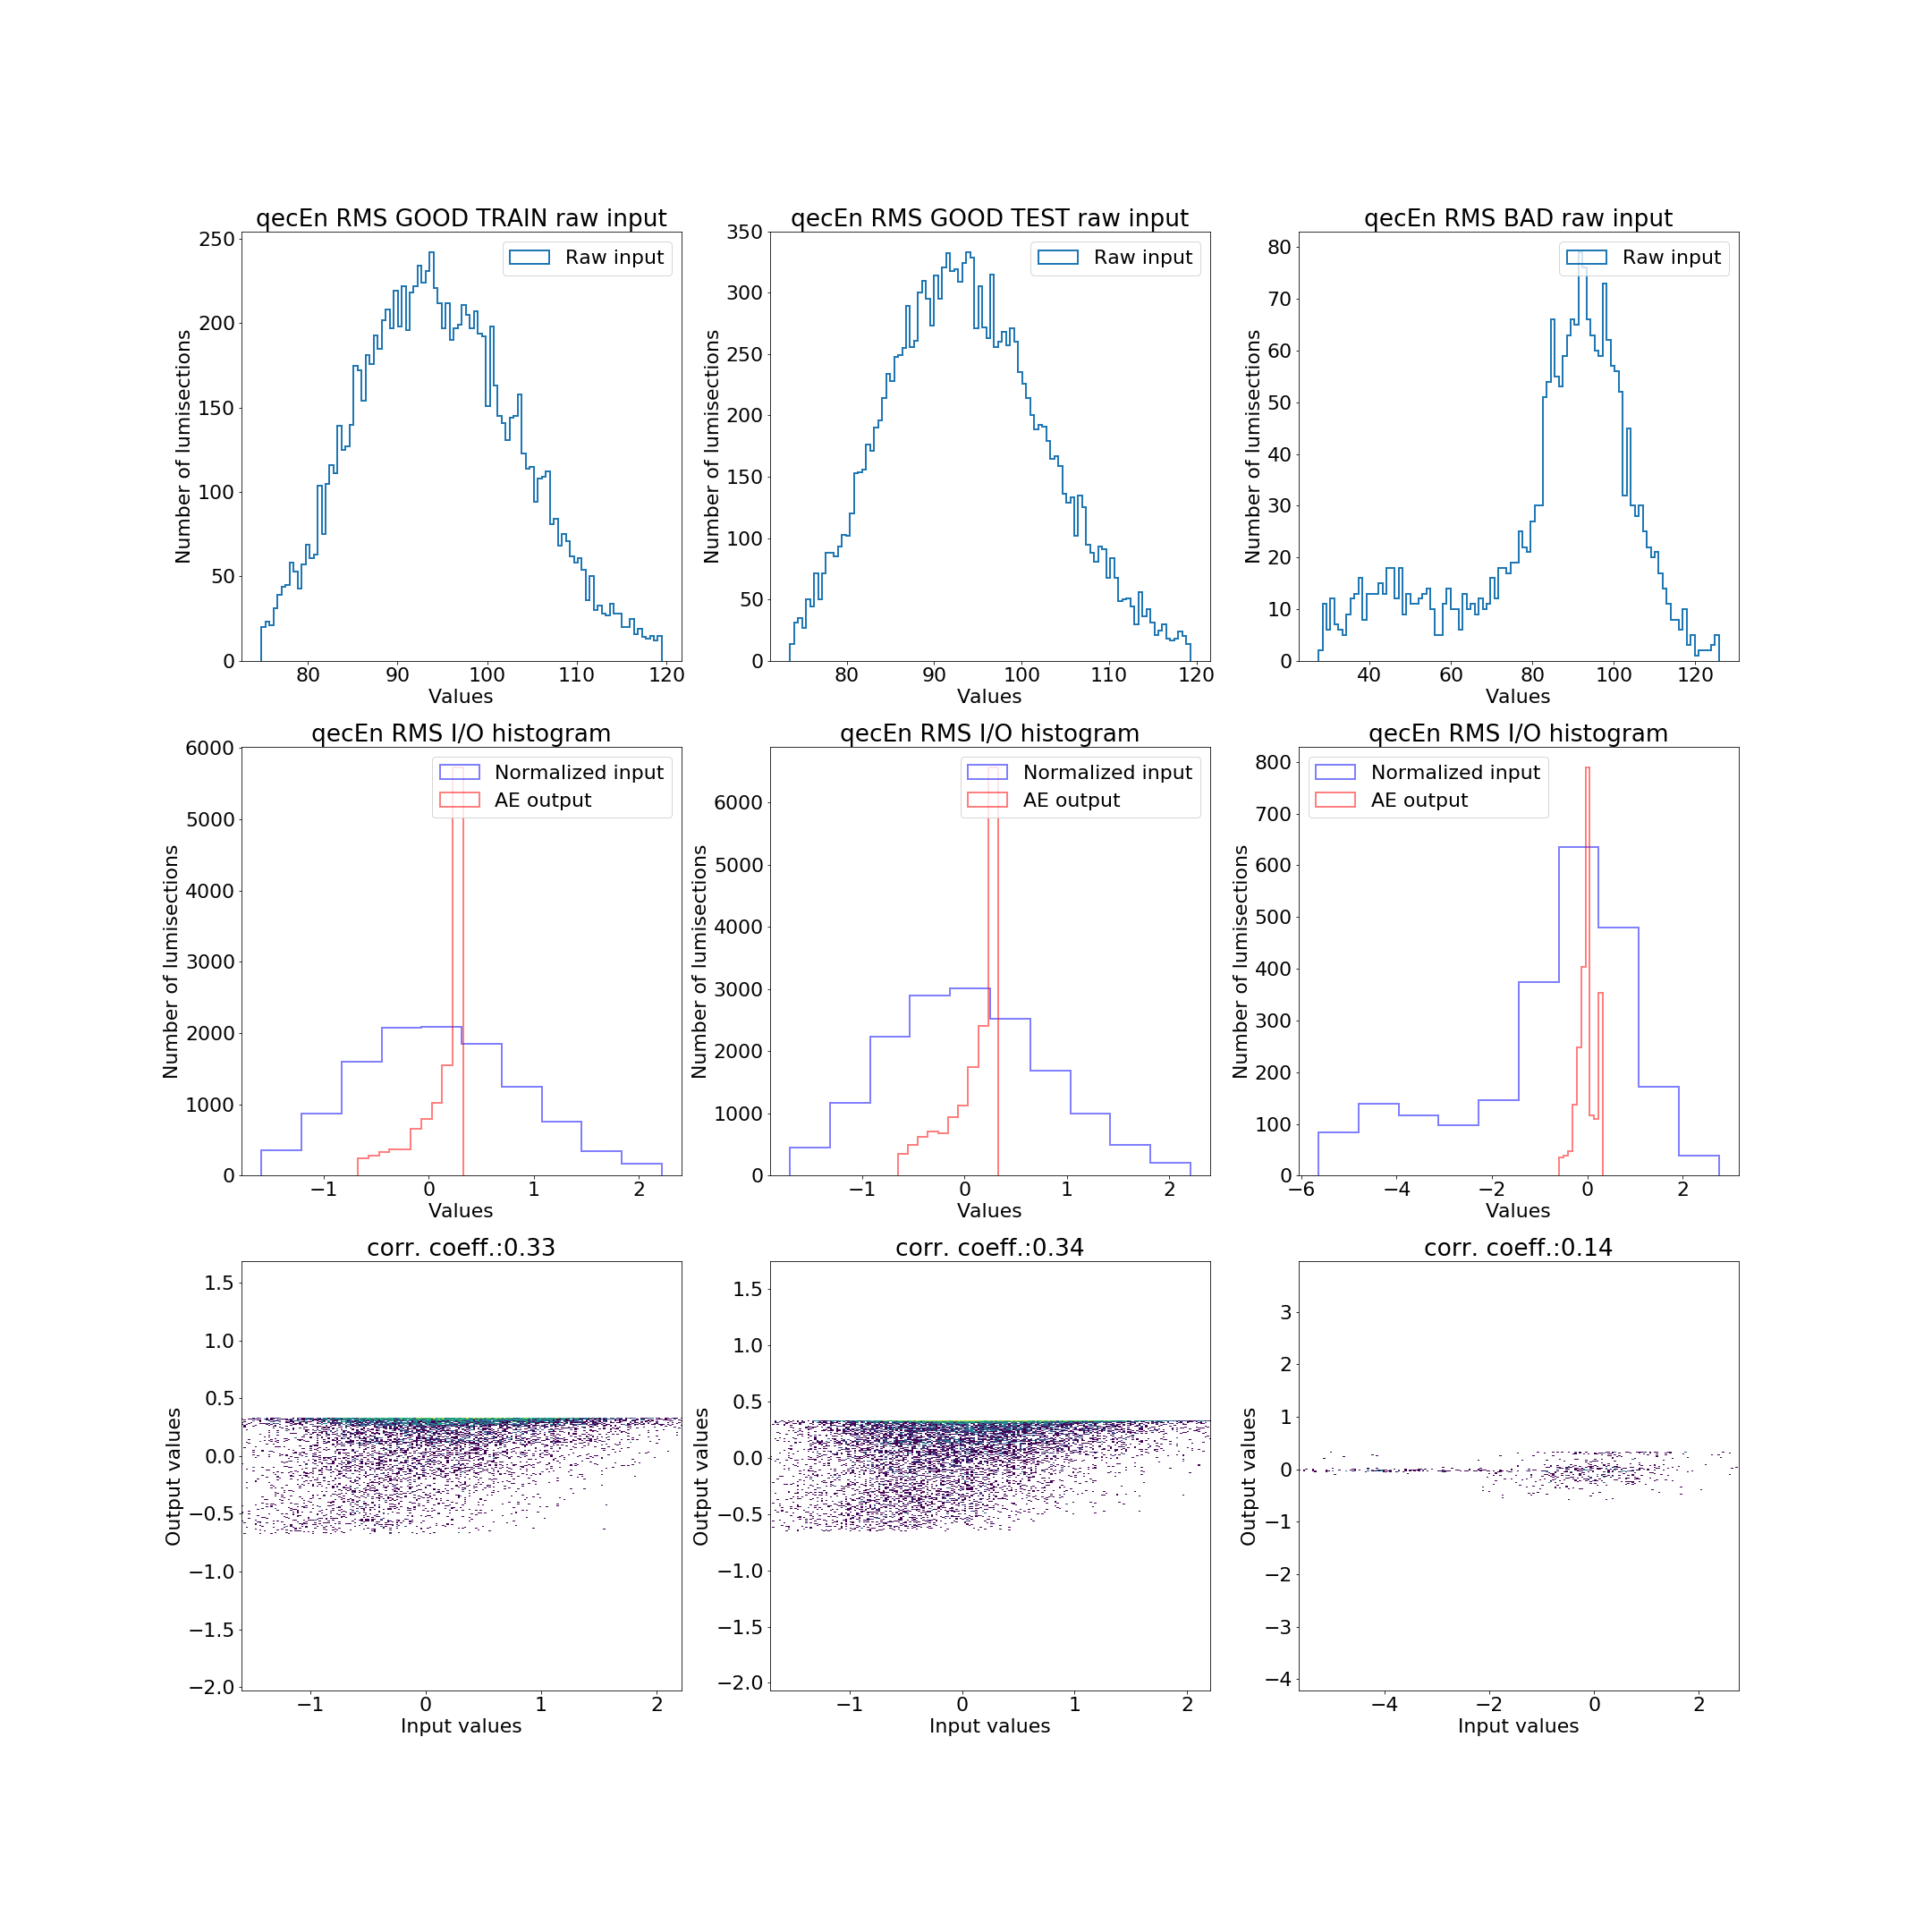 qecEn RMS GOOD TRAIN raw input
250
200
150
100
50
0
Number of lumisections
Raw input
80 90 100 110 120
Values
qecEn RMS GOOD TEST raw input
350
300
250
200
150
100
50
0
Number of lumisections
Raw input
80 90 100 110 120
Values
qecEn RMS BAD raw input
80
70
60
50
40
30
20
10
0
Number of lumisections
Raw input
40 60 80 100 120
Values
qecEn RMS I/O histogram
6000
5000
4000
3000
2000
1000
0
Number of lumisections
Normalized input
AE output
−1 0 1 2
Values
qecEn RMS I/O histogram
6000
5000
4000
3000
2000
1000
0
Number of lumisections
Normalized input
AE output
−1 0 1 2
Values
qecEn RMS I/O histogram
800
700
600
500
400
300
200
100
0
Number of lumisections
Normalized input
AE output
−6 −4 −2 0 2
Values
corr. coeff.:0.33
1.5
1.0
0.5
0.0
−0.5
−1.0
−1.5
−2.0
Output values
−1 0 1 2
Input values
corr. coeff.:0.34
1.5
1.0
0.5
0.0
−0.5
−1.0
−1.5
−2.0
Output values
−1 0 1 2
Input values
corr. coeff.:0.14
3
2
1
0
−1
−2
−3
−4
Output values
−4 −2 0 2
Input values